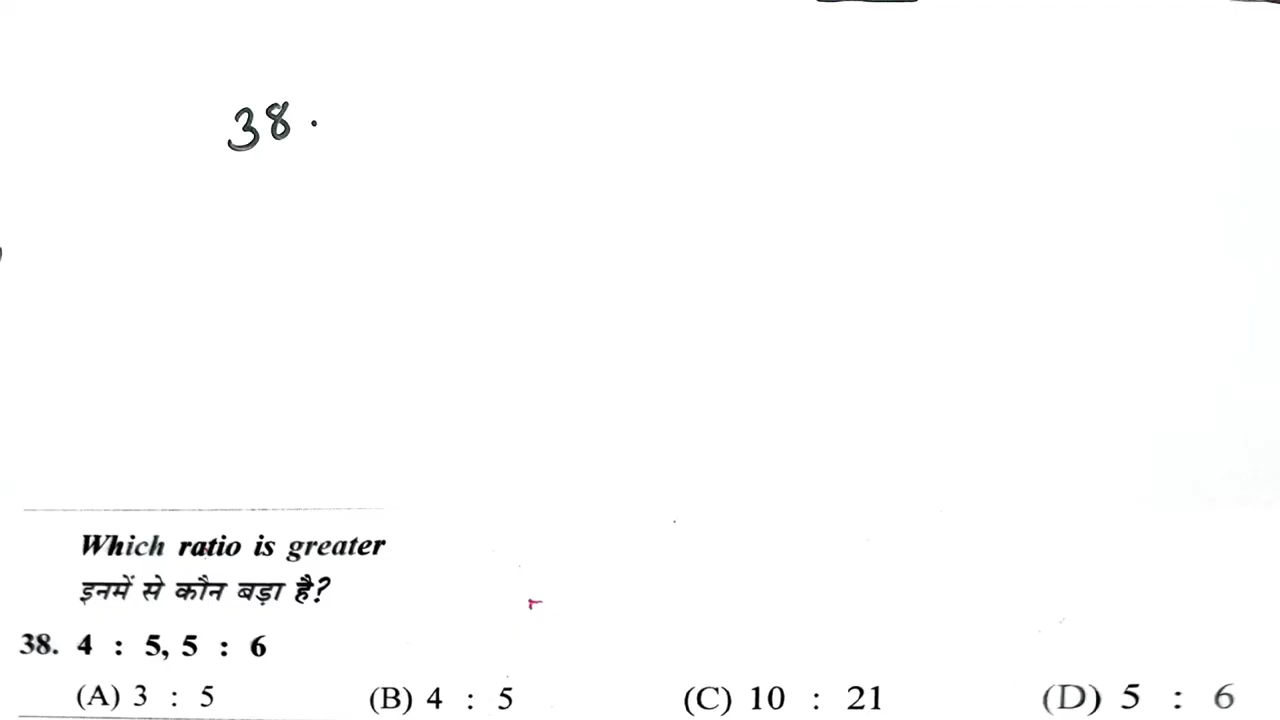 38.
Which ratio is greater
इनमें से कौन बड़ा है?
38. 4 : 5, 5 : 6
(A) 3 : 5 (B) 4 : 5 (C) 10 : 21 (D) 5 : 6